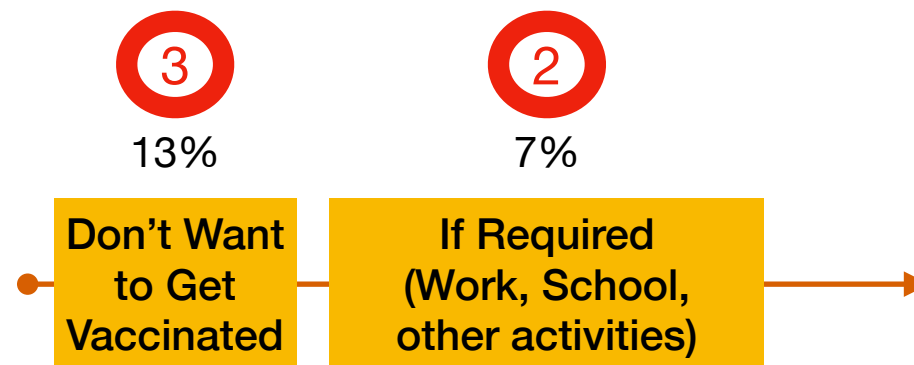 3
2
13%
7%
Don’t Want
to Get
Vaccinated
If Required
(Work, School,
other activities)